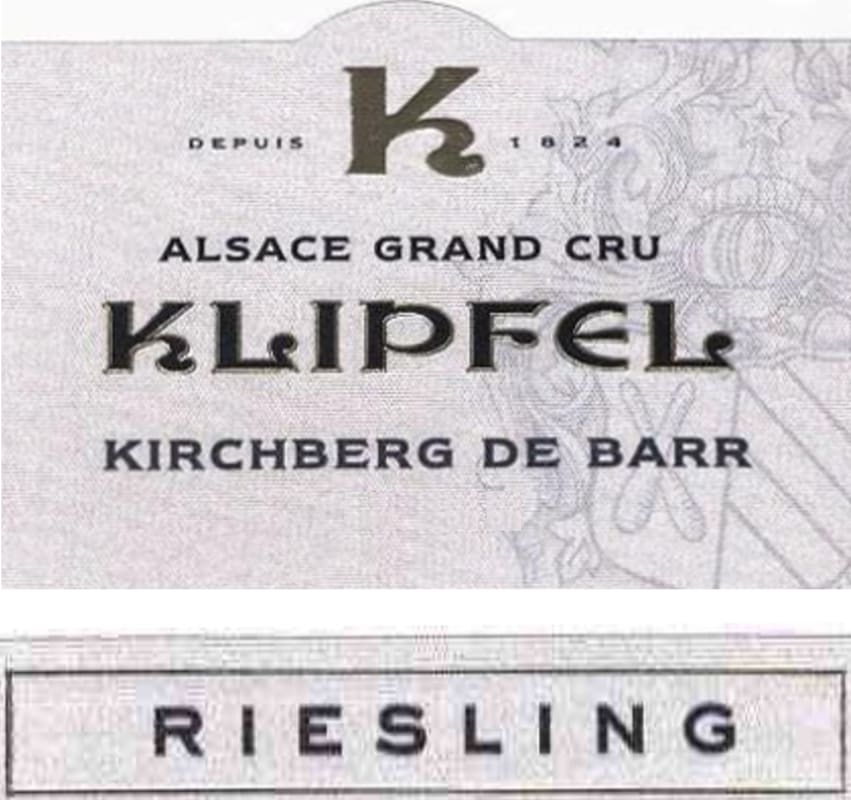 K
DEPUIS 1824
ALSACE GRAND CRU
KLIPFEL
KIRCHBERG DE BARR
RIESLING